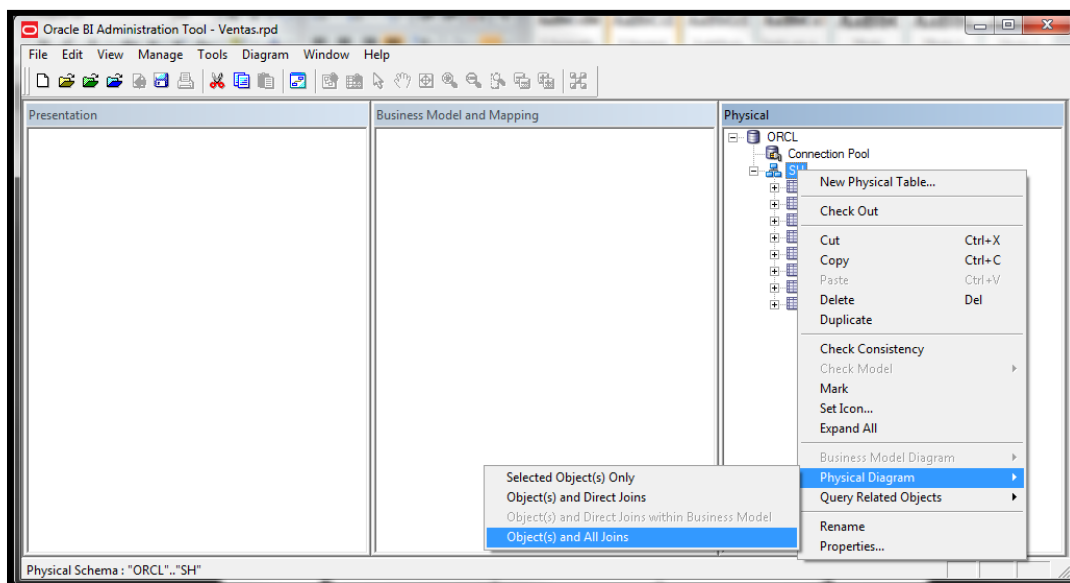 Oracle BI Administration Tool - Ventas.rpd
File Edit View Manage Tools Diagram Window Help
Presentation
Business Model and Mapping
Physical
ORCL
Connection Pool
SH
New Physical Table...
Check Out
Cut Ctrl+X
Copy Ctrl+C
Paste Ctrl+V
Delete Del
Duplicate
Check Consistency
Check Model
Mark
Set Icon...
Expand All
Business Model Diagram
Physical Diagram
Query Related Objects
Rename
Properties...
Selected Object(s) Only
Object(s) and Direct Joins
Object(s) and Direct Joins within Business Model
Object(s) and All Joins
Physical Schema : "ORCL".."SH"